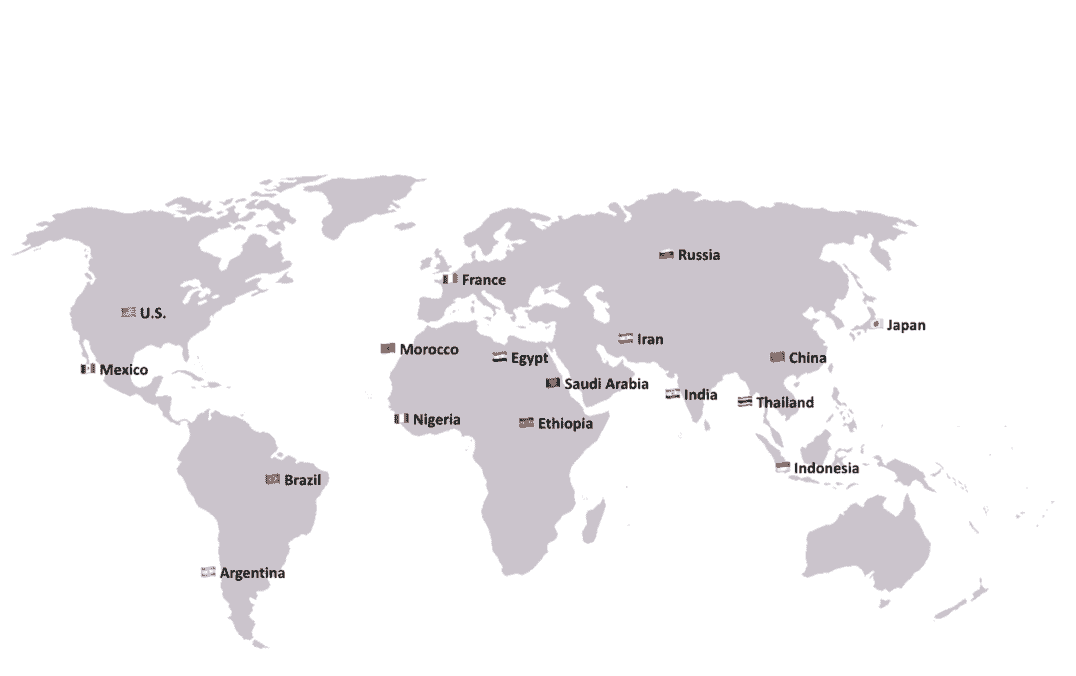 Russia
France
U.S.
Japan
Iran
Morocco
Egypt
China
Mexico
Saudi Arabia
India
Thailand
Nigeria
Ethiopia
Indonesia
Brazil
Argentina